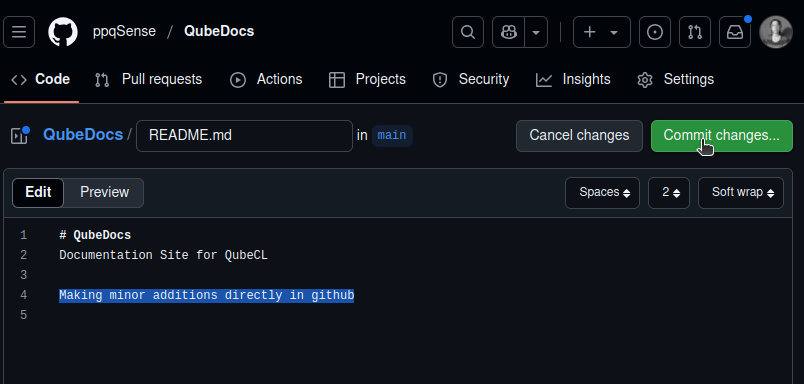 ppqSense / QubeDocs
Code Pull requests Actions Projects Security Insights Settings
QubeDocs / README.md in main Cancel changes Commit changes...
Edit Preview Spaces 2 Soft wrap
1 # QubeDocs
2 Documentation Site for QubeCL
3
4 Making minor additions directly in github
5